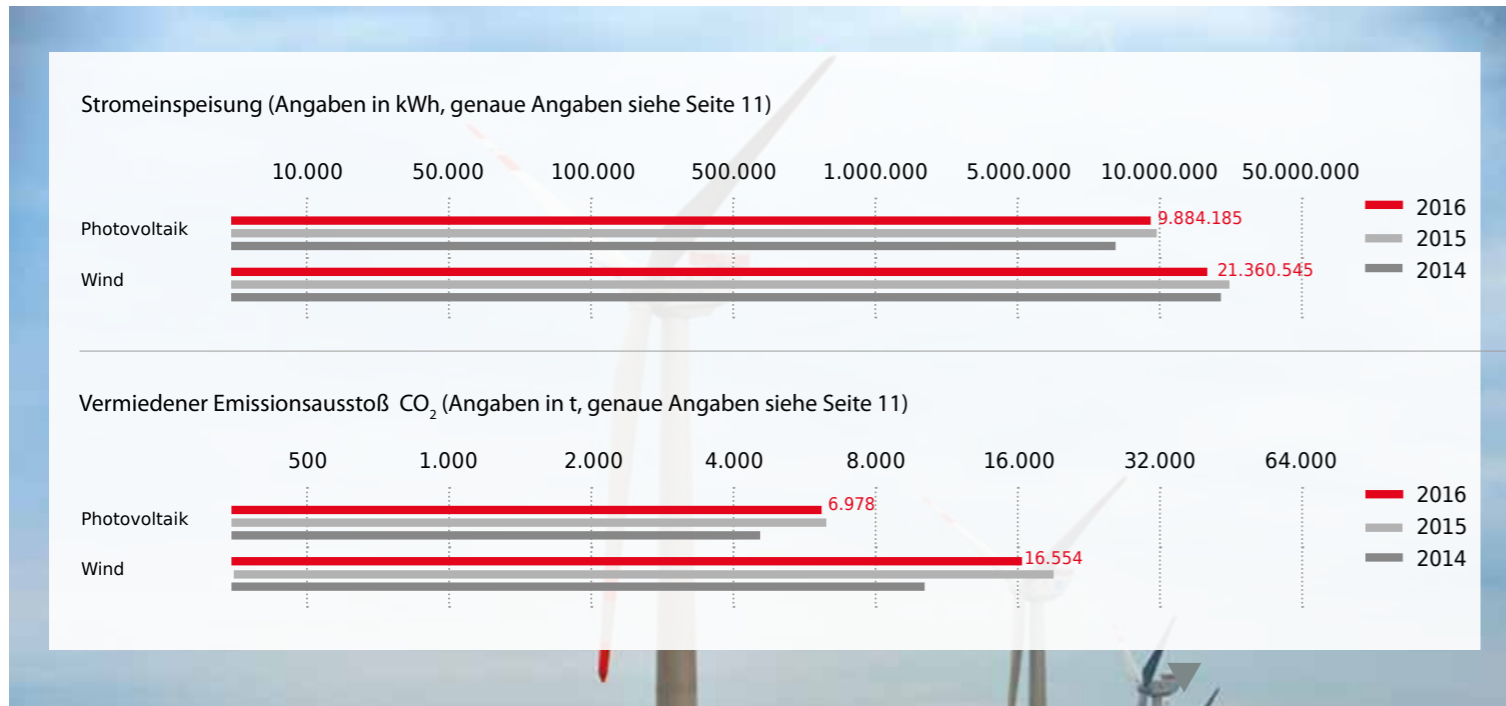 Stromeinspeisung (Angaben in kWh, genaue Angaben siehe Seite 11)
10.000 50.000 100.000 500.000 1.000.000 5.0000.000 10.000.000 50.000.000
Photovoltaik 9.884.185
Wind 21.360.545
2016
2015
2014
Vermiedener Emissionsausstoß CO₂ (Angaben in t, genaue Angaben siehe Seite 11)
500 1.000 2.000 4.000 8.000 16.000 32.000 64.000
Photovoltaik 6.978
Wind 16.554
2016
2015
2014